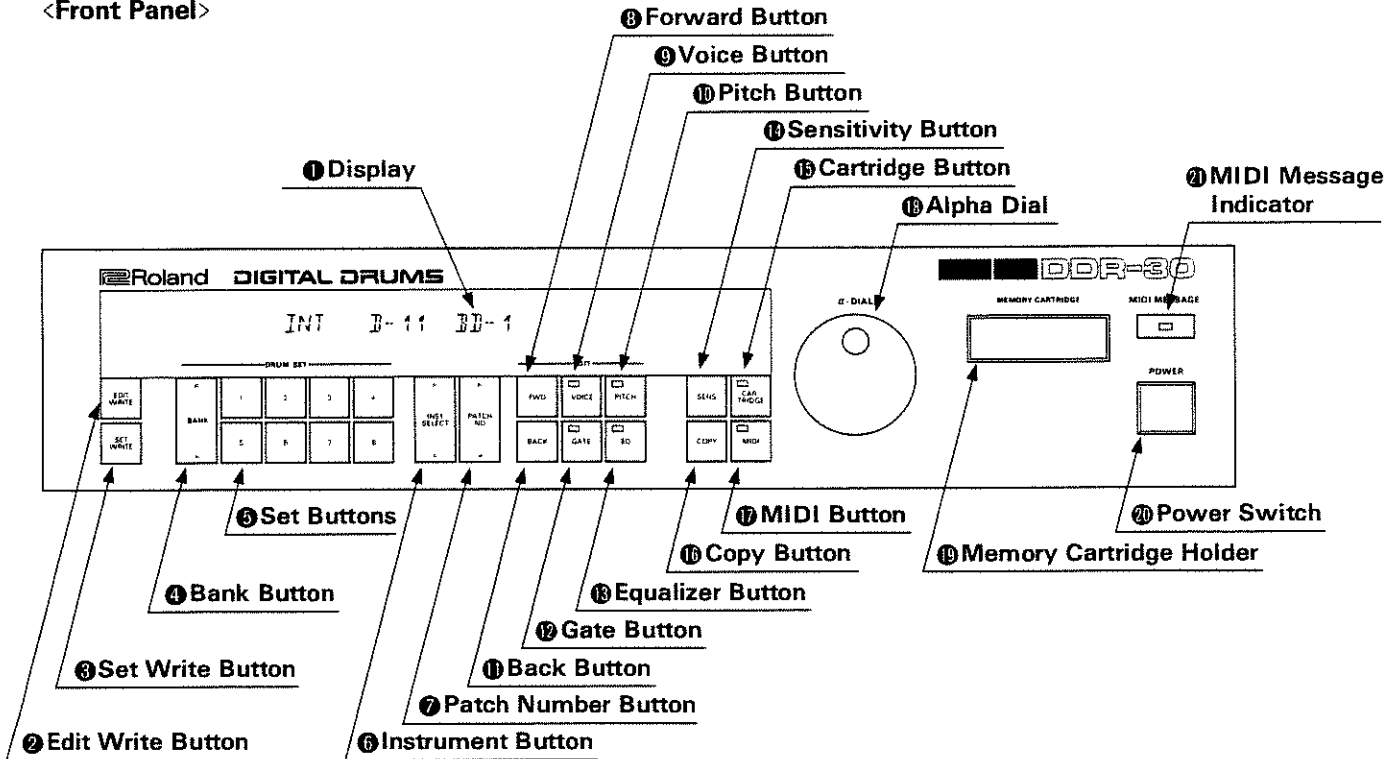 <Front Panel>
❽Forward Button
❾Voice Button
❿Pitch Button
⓮Sensitivity Button
❶Display
⓯Cartridge Button
㉑MIDI Message
Indicator
⓲Alpha Dial
Roland DIGITAL DRUMS
DDR-30
α-DIAL
MEMORY CARTRIDGE
MIDI MESSAGE
INT B-11 BD-1
DRUM SET
POWER
EDIT
WRITE
BANK
1 2 3 4
INST
SELECT
PATCH
NO
FWD VOICE PITCH
SENS
CAR
TRIDGE
SET
WRITE
5 6 7 8
BACK GATE EQ
COPY MIDI
❺Set Buttons
⓱MIDI Button
⓴Power Switch
⓰Copy Button
⓳Memory Cartridge Holder
❹Bank Button
⓭Equalizer Button
⓬Gate Button
❸Set Write Button
⓫Back Button
❼Patch Number Button
❷Edit Write Button
❻Instrument Button